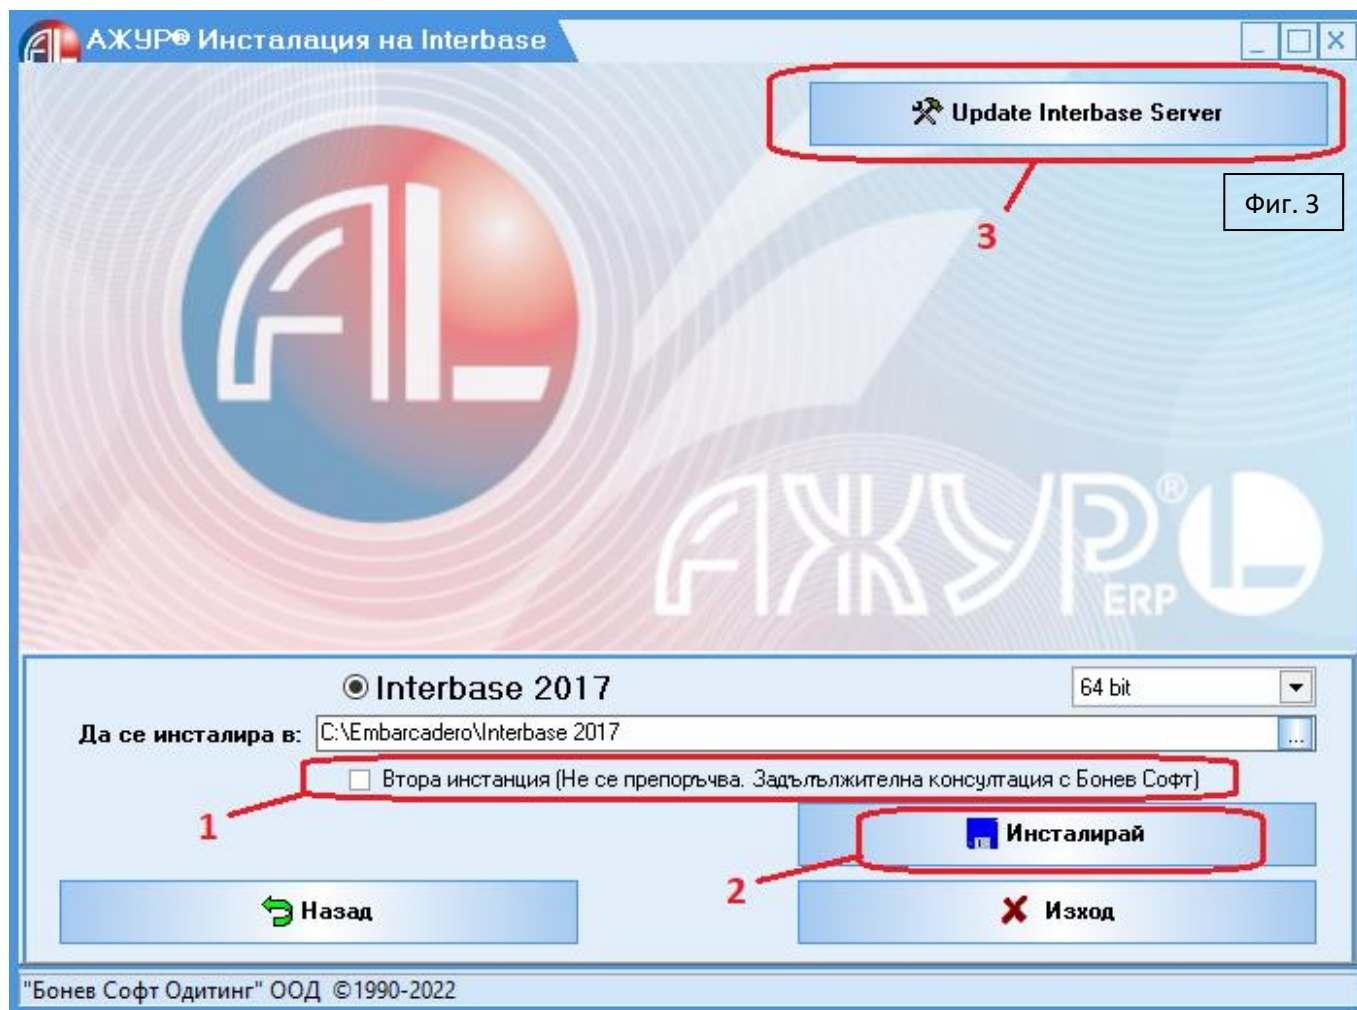 АЖУР® Инсталация на Interbase
Update Interbase Server
Фиг. 3
3
AL
АЖУР® L
ERP
Interbase 2017
64 bit
Да се инсталира в: C:\Embarcadero\Interbase 2017 ...
Втора инстанция (Не се препоръчва. Задълължителна консултация с Бонев Софт)
1
Инсталирай
2
Назад
Изход
"Бонев Софт Одитинг" ООД ©1990-2022